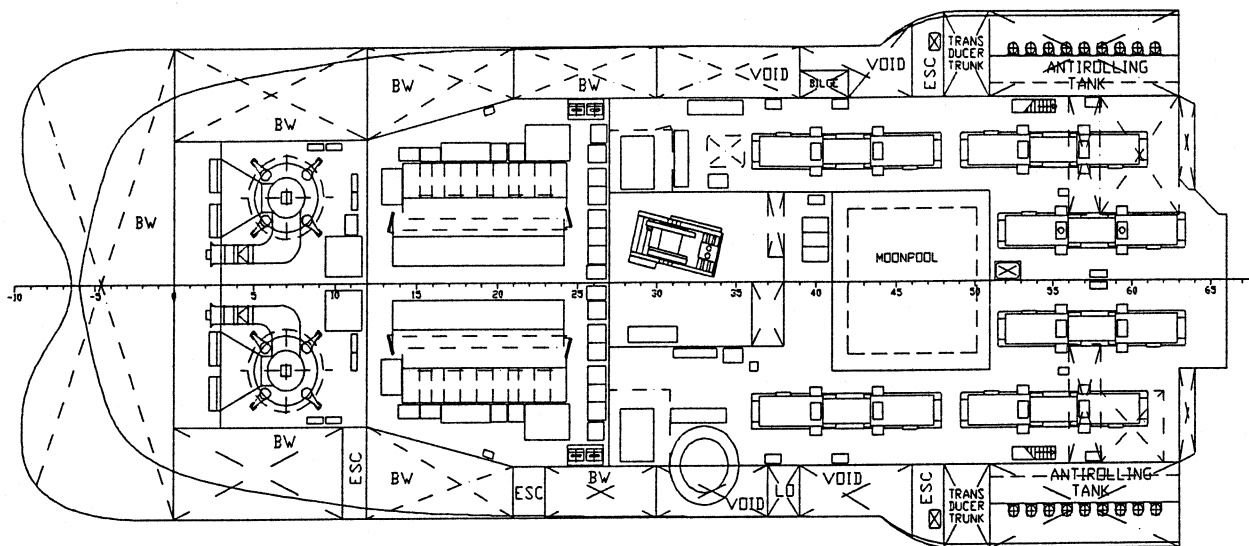 TRANS
DUCER
TRUNK
ESC
VOID
VOID
BILGE
BW
BW
BW
ANTIROLLING
TANK
BW
MOONPOOL
-10 -5 5 10 15 20 25 30 35 40 45 50 55 60 65
BW
ESC
BW
ESC
BW
VOID
LO
VOID
ESC
TRANS
DUCER
TRUNK
ANTIROLLING
TANK